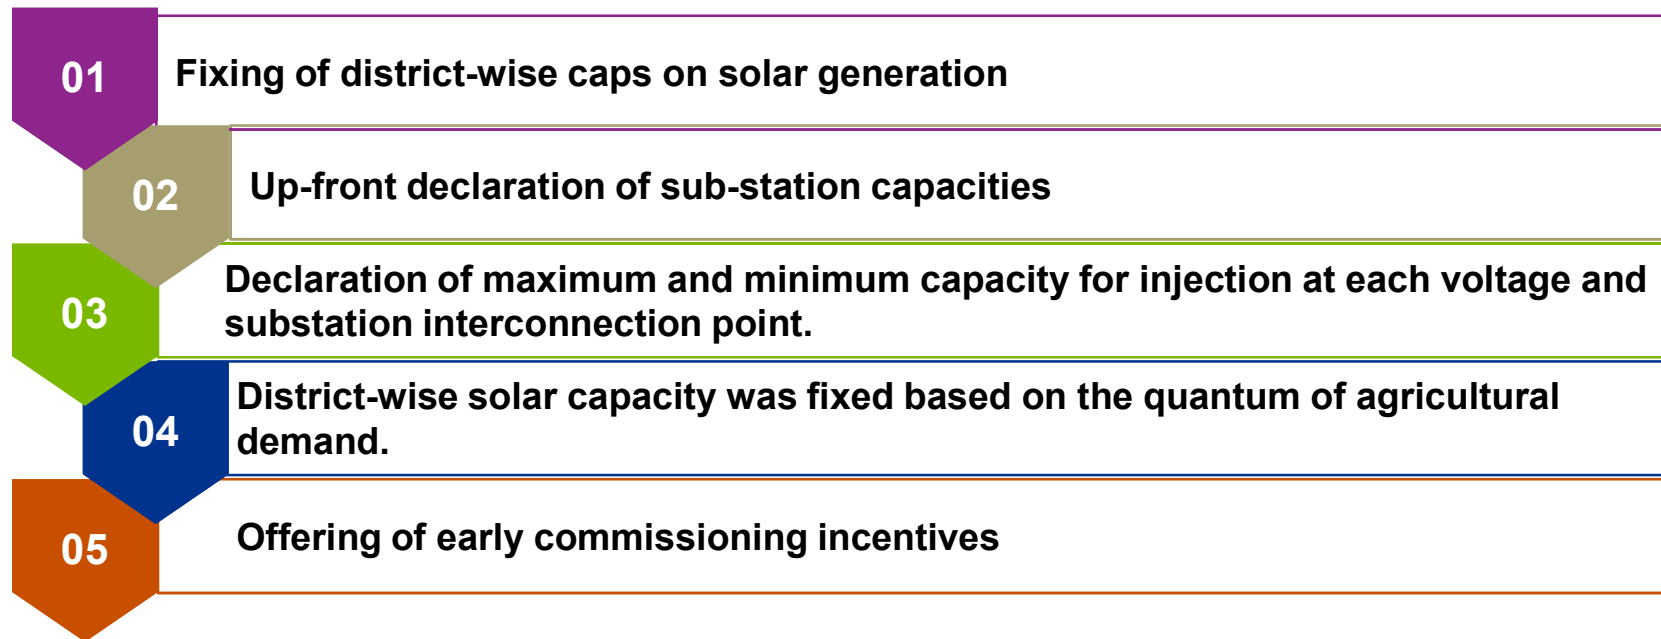 01
Fixing of district-wise caps on solar generation
02
Up-front declaration of sub-station capacities
03
Declaration of maximum and minimum capacity for injection at each voltage and
substation interconnection point.
04
District-wise solar capacity was fixed based on the quantum of agricultural
demand.
05
Offering of early commissioning incentives